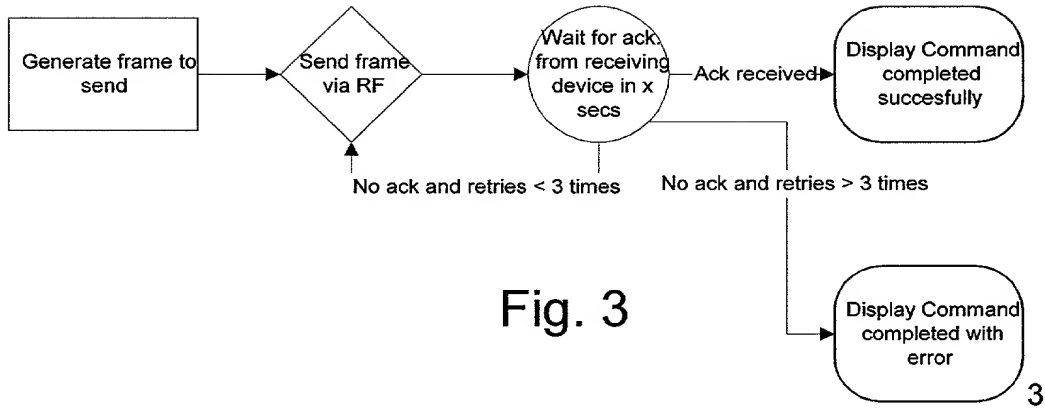 Generate frame to
send
Send frame
via RF
Wait for ack.
from receiving
device in x
secs
Ack received
Display Command
completed
succesfully
No ack and retries < 3 times
No ack and retries > 3 times
Display Command
completed with
error
Fig. 3
3